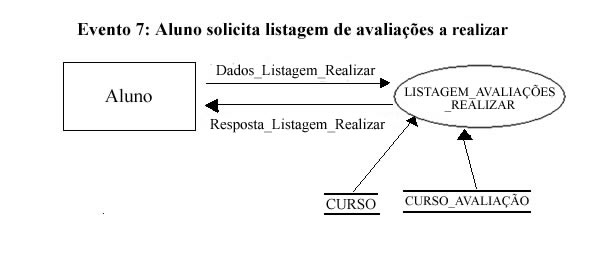 Evento 7: Aluno solicita listagem de avaliações a realizar
Dados_Listagem_Realizar
Aluno
LISTAGEM_AVALIAÇÕES
_REALIZAR
Resposta_Listagem_Realizar
CURSO
CURSO_AVALIAÇÃO